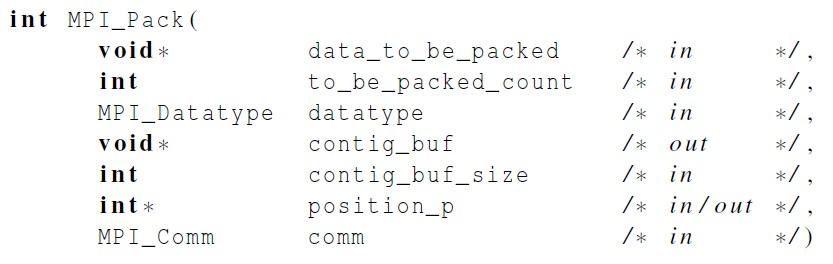 int MPI_Pack(
void* data_to_be_packed /* in */,
int to_be_packed_count /* in */,
MPI_Datatype datatype /* in */,
void* contig_buf /* out */,
int contig_buf_size /* in */,
int* position_p /* in/out */,
MPI_Comm comm /* in */)